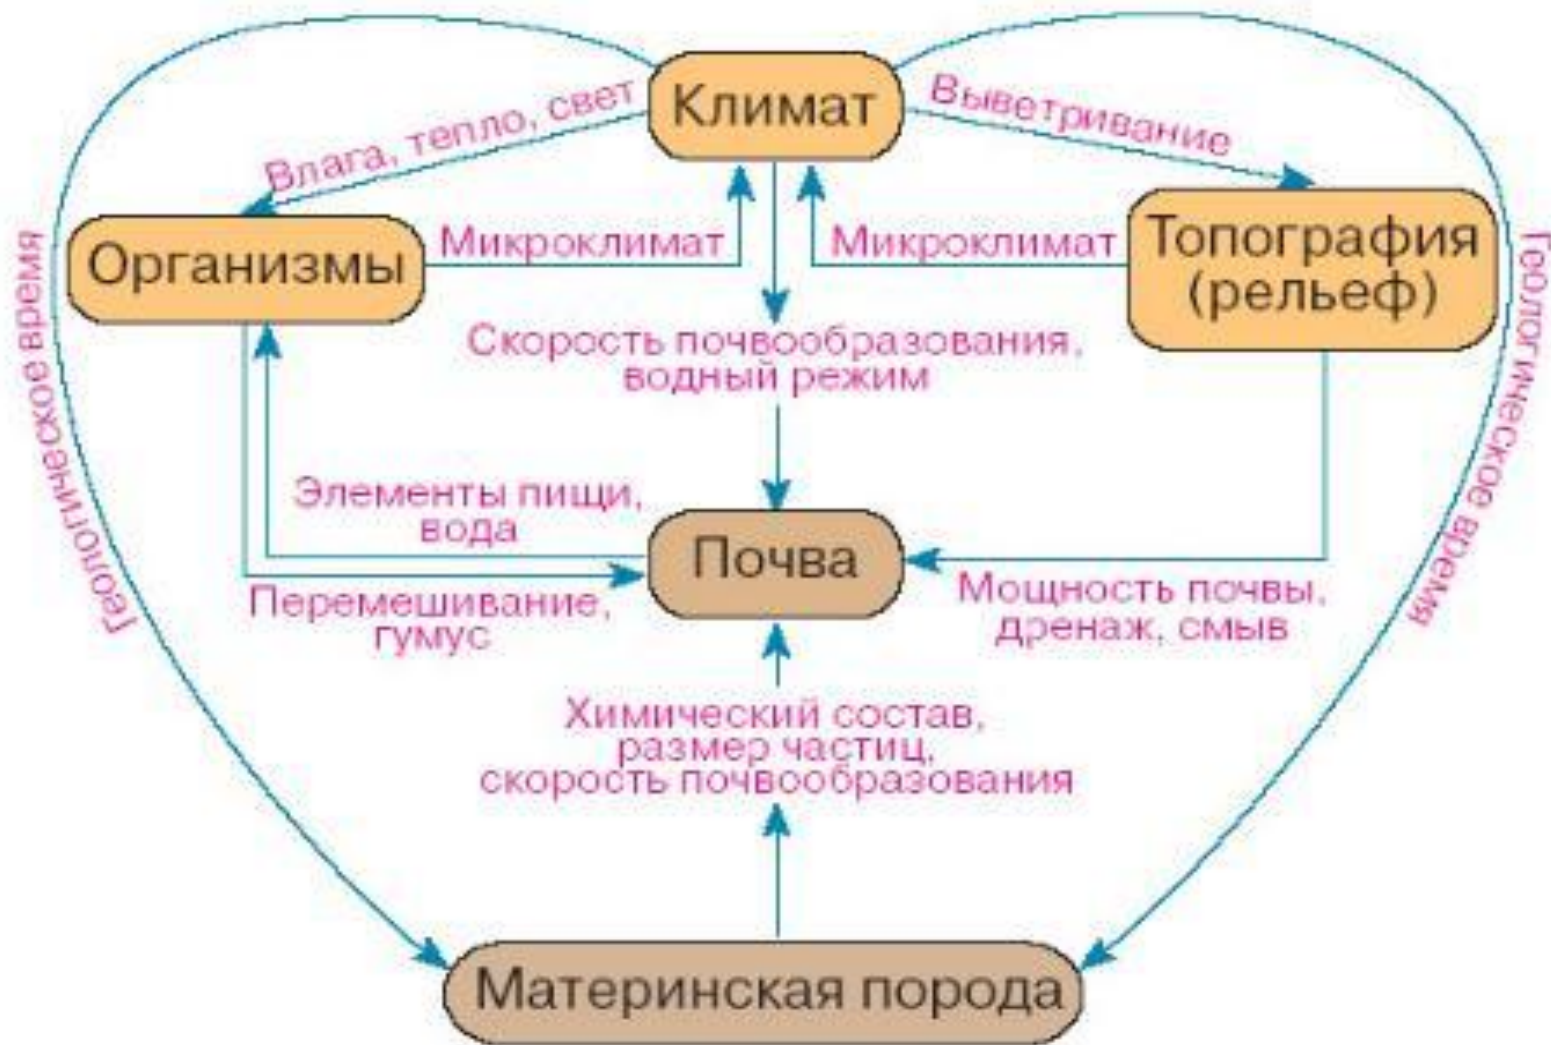 Климат
Влага, тепло, свет
Выветривание
Организмы
Микроклимат
Микроклимат
Топография
(рельеф)
Геологическое время
Геологическое время
Скорость почвообразования,
водный режим
Элементы пищи,
вода
Почва
Перемешивание,
гумус
Мощность почвы,
дренаж, смыв
Химический состав,
размер частиц,
скорость почвообразования
Материнская порода